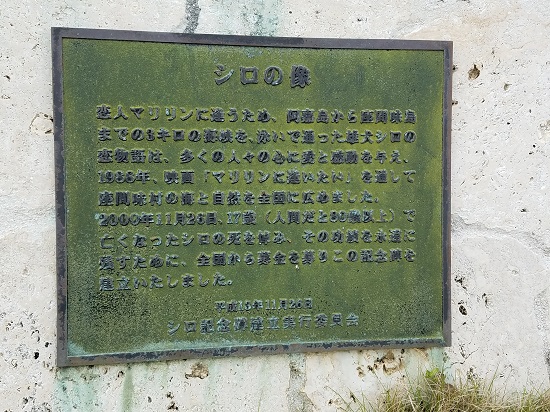 シロの像
恋人マリリンに逢うため、阿嘉島から座間味島
までの3キロの海峡を、泳いで通った雄犬シロの
恋物語は、多くの人々の心に愛と感動を与え、
1988年、映画「マリリンに逢いたい」を通して
座間味村の海と自然を全国に広めました。
2000年11月26日、17歳(人間だと90歳以上)で
亡くなったシロの死を悼み、その功績を永遠に
残すために、全国から募金を募りこの記念像を
建立いたしました。
平成13年11月26日
シロ記念像建立実行委員会